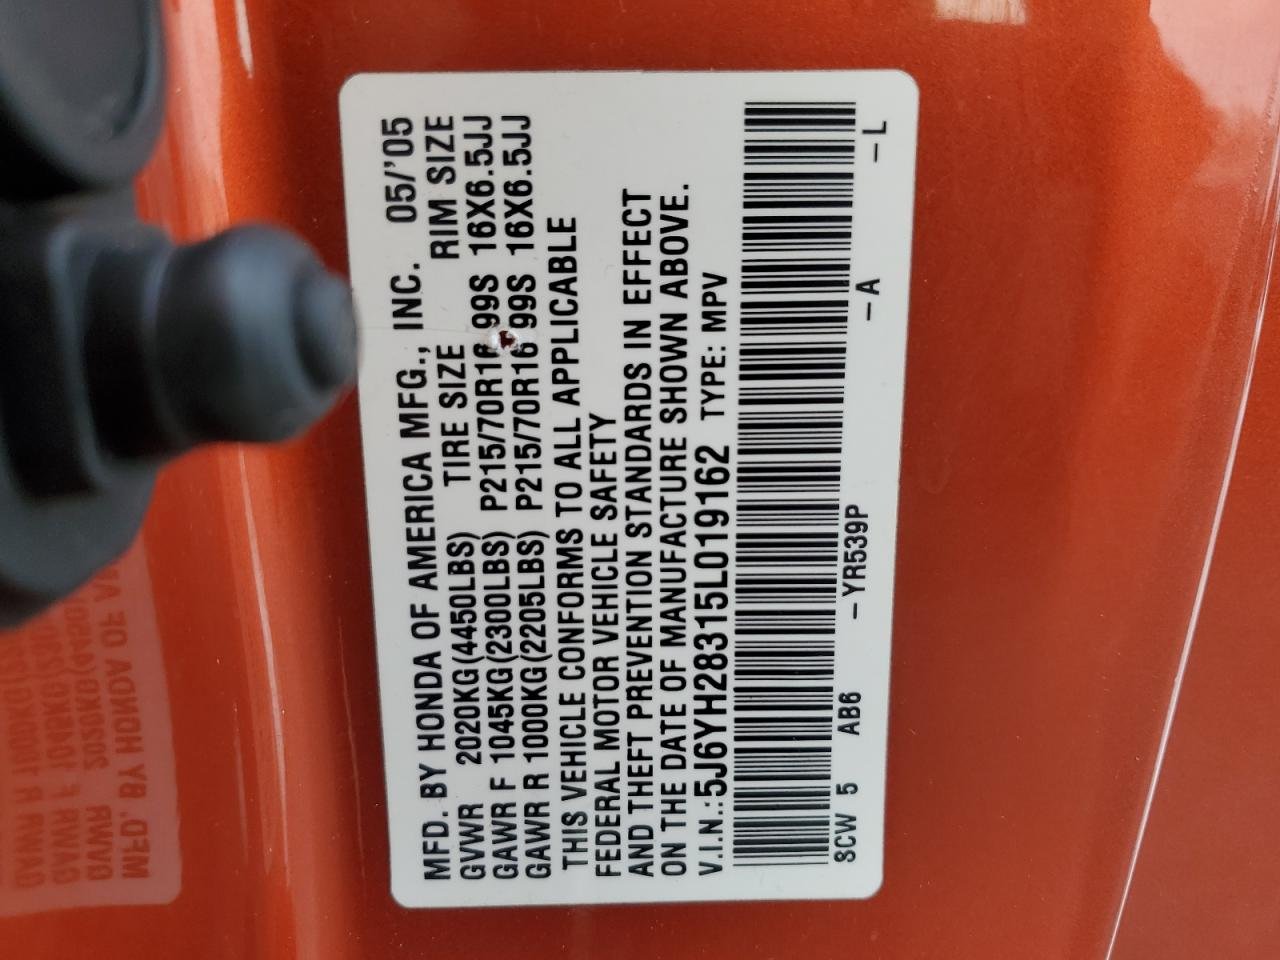 MFD. BY HONDA OF AMERICA MFG., INC. 05/'05
GVWR 2020KG(4450LBS) TIRE SIZE RIM SIZE
GAWR F 1045KG(2300LBS) P215/70R16 99S 16X6.5JJ
GAWR R 1000KG(2205LBS) P215/70R16 99S 16X6.5JJ
THIS VEHICLE CONFORMS TO ALL APPLICABLE
FEDERAL MOTOR VEHICLE SAFETY
AND THEFT PREVENTION STANDARDS IN EFFECT
ON THE DATE OF MANUFACTURE SHOWN ABOVE.
V.I.N.:5J6YH28315L019162 TYPE: MPV
SCW 5 AB6 –YR539P –A –L